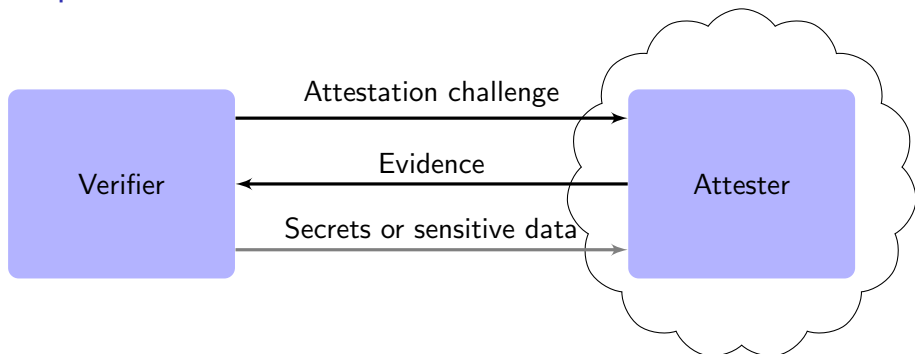 Attestation challenge
Evidence
Verifier
Attester
Secrets or sensitive data